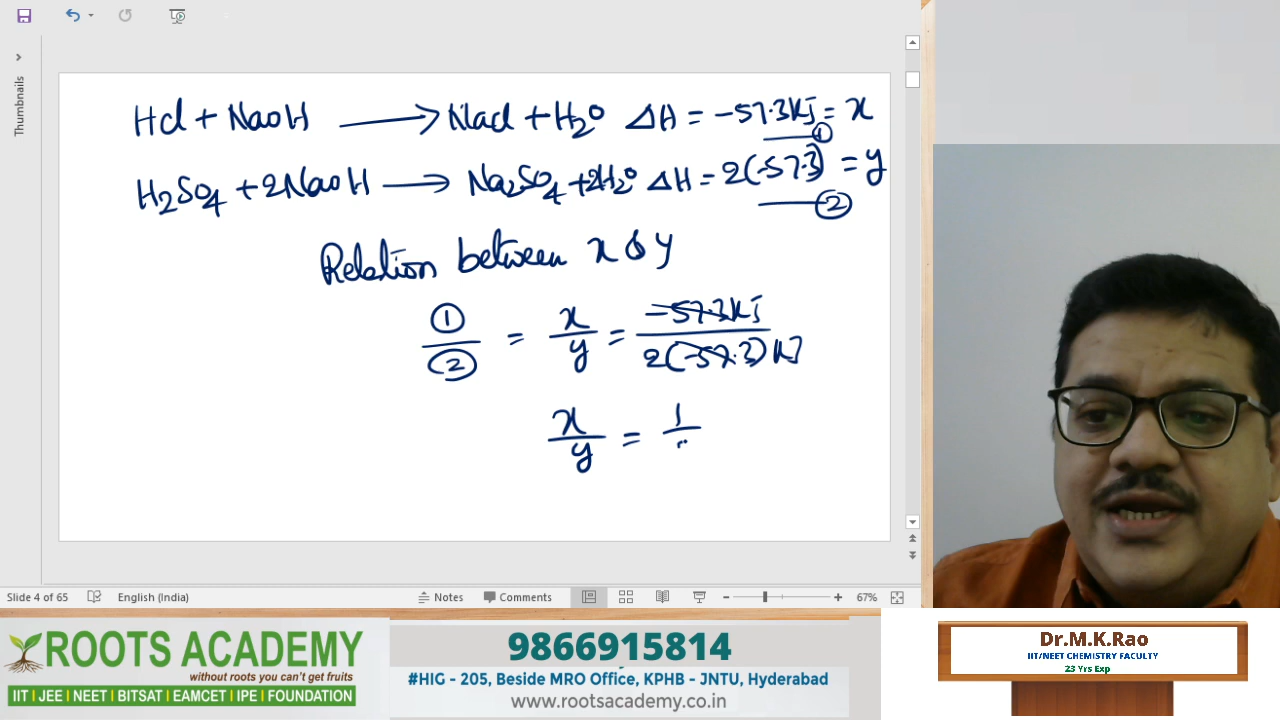 Thumbnails
HCl + NaOH ⟶ NaCl + H₂O ΔH = -57.3 KJ = x
①
H₂SO₄ + 2NaOH ⟶ Na₂SO₄ + 2H₂O ΔH = 2(-57.3) = y
②
Relation between x & y
①/② = x/y = -57.3KJ / 2(-57.3) KJ
x/y = 1/
Slide 4 of 65 English (India) Notes Comments 67%
ROOTS ACADEMY
without roots you can't get fruits
IIT I JEE I NEET I BITSAT I EAMCET I IPE I FOUNDATION
9866915814
#HIG - 205, Beside MRO Office, KPHB - JNTU, Hyderabad
www.rootsacademy.co.in
Dr.M.K.Rao
IIT/NEET CHEMISTRY FACULTY
23 Yrs Exp